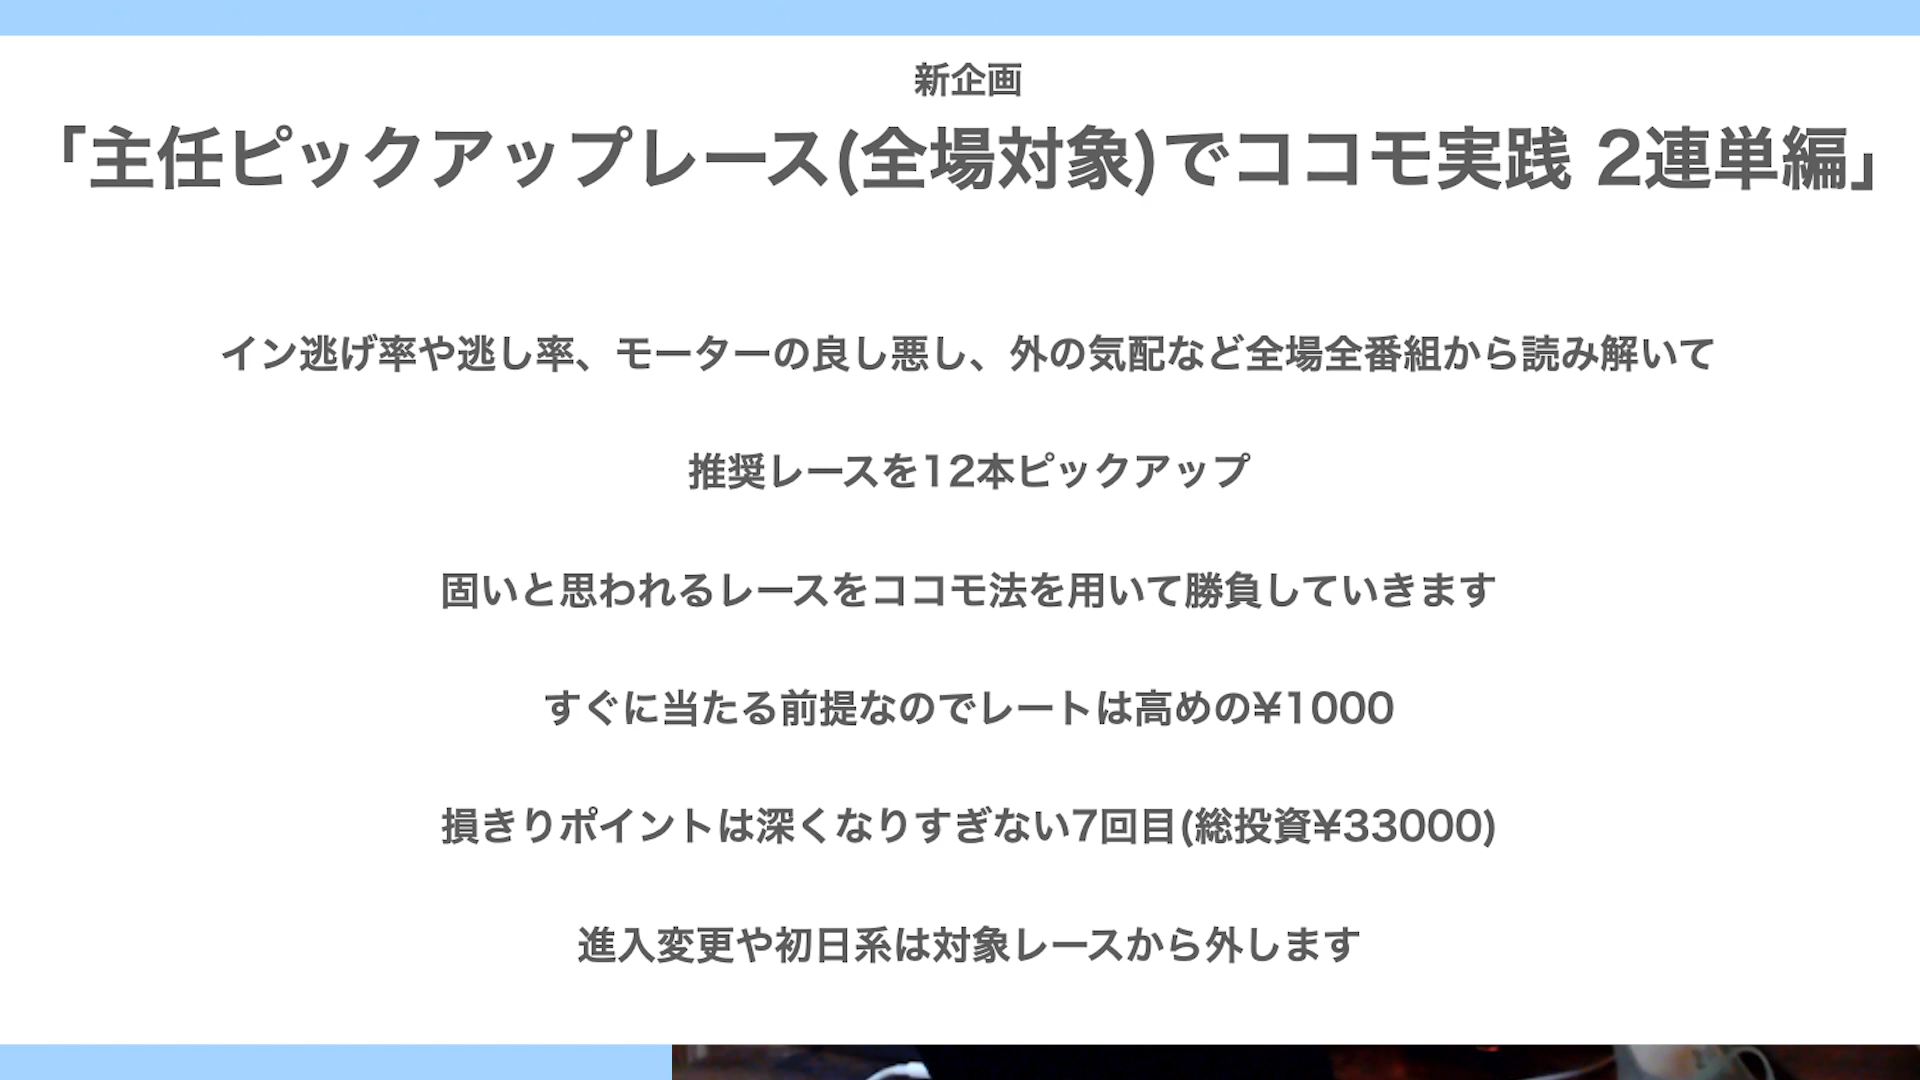 新企画
「主任ピックアップレース(全場対象)でココモ実践 2連単編」
イン逃げ率や逃し率、モーターの良し悪し、外の気配など全場全番組から読み解いて
推奨レースを12本ピックアップ
固いと思われるレースをココモ法を用いて勝負していきます
すぐに当たる前提なのでレートは高めの¥1000
損きりポイントは深くなりすぎない7回目(総投資¥33000)
進入変更や初日系は対象レースから外します